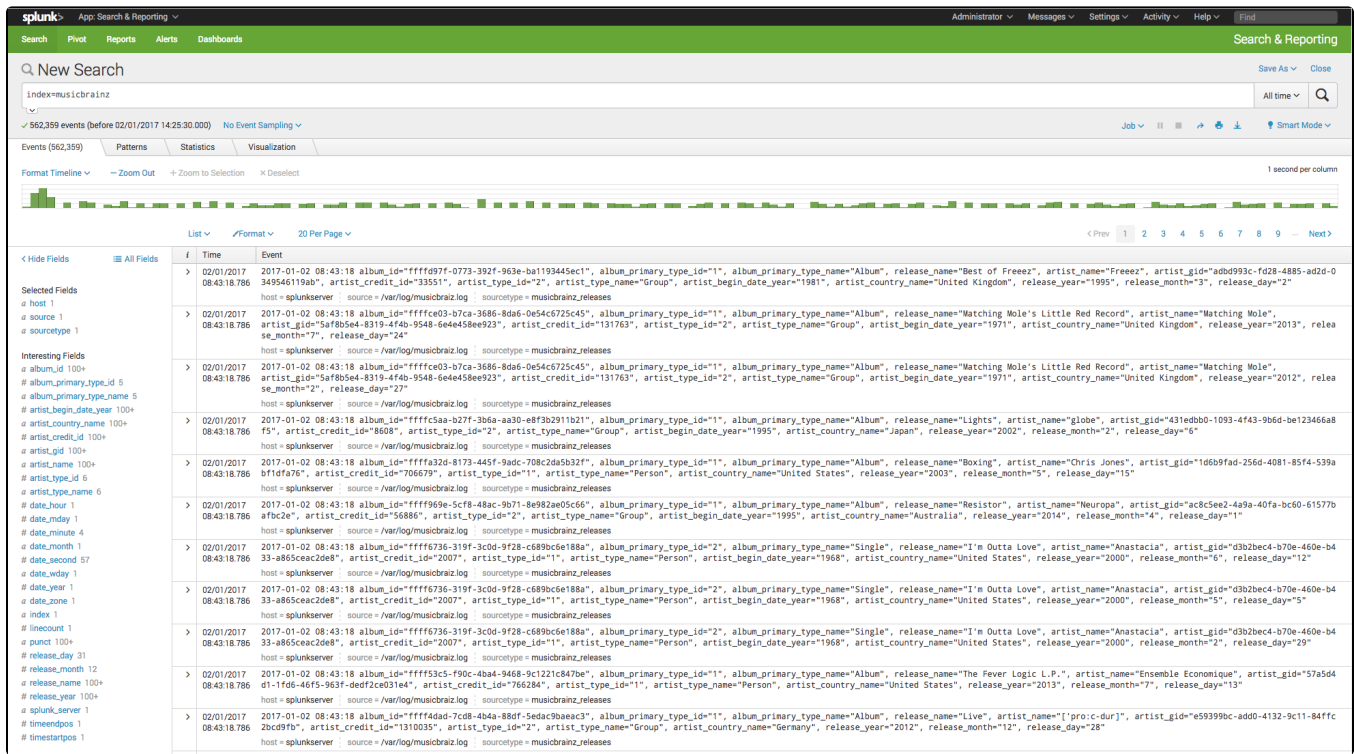 splunk> App: Search & Reporting Administrator Messages Settings Activity Help Find
Search Pivot Reports Alerts Dashboards Search & Reporting
New Search Save As Close
index=musicbrainz All time
562,359 events (before 02/01/2017 14:25:30.000) No Event Sampling Job Smart Mode
Events (562,359) Patterns Statistics Visualization
Format Timeline — Zoom Out + Zoom to Selection × Deselect 1 second per column
List Format 20 Per Page < Prev 1 2 3 4 5 6 7 8 9 ... Next >
< Hide Fields All Fields
Selected Fields
a host 1
a source 1
a sourcetype 1
Interesting Fields
a album_id 100+
# album_primary_type_id 5
a album_primary_type_name 5
# artist_begin_date_year 100+
a artist_country_name 100+
# artist_credit_id 100+
a artist_gid 100+
a artist_name 100+
# artist_type_id 6
a artist_type_name 6
# date_hour 1
# date_mday 1
# date_minute 4
a date_month 1
# date_second 57
a date_wday 1
# date_year 1
a date_zone 1
a index 1
# linecount 1
a punct 100+
# release_day 31
# release_month 12
a release_name 100+
# release_year 100+
a splunk_server 1
# timeendpos 1
# timestartpos 1
i Time Event
> 02/01/2017 2017-01-02 08:43:18 album_id="ffffd97f-0773-392f-963e-ba1193445ec1", album_primary_type_id="1", album_primary_type_name="Album", release_name="Best of Freeez", artist_name="Freeez", artist_gid="adbd993c-fd28-4885-ad2d-0
08:43:18.786 349546119ab", artist_credit_id="33551", artist_type_id="2", artist_type_name="Group", artist_begin_date_year="1981", artist_country_name="United Kingdom", release_year="1995", release_month="3", release_day="2"
host = splunkserver source = /var/log/musicbraiz.log sourcetype = musicbrainz_releases
> 02/01/2017 2017-01-02 08:43:18 album_id="ffffce03-b7ca-3686-8da6-0e54c6725c45", album_primary_type_id="1", album_primary_type_name="Album", release_name="Matching Mole's Little Red Record", artist_name="Matching Mole",
08:43:18.786 artist_gid="5af8b5e4-8319-4f4b-9548-6e4e458ee923", artist_credit_id="131763", artist_type_id="2", artist_type_name="Group", artist_begin_date_year="1971", artist_country_name="United Kingdom", release_year="2013", relea
se_month="7", release_day="24"
host = splunkserver source = /var/log/musicbraiz.log sourcetype = musicbrainz_releases
> 02/01/2017 2017-01-02 08:43:18 album_id="ffffce03-b7ca-3686-8da6-0e54c6725c45", album_primary_type_id="1", album_primary_type_name="Album", release_name="Matching Mole's Little Red Record", artist_name="Matching Mole",
08:43:18.786 artist_gid="5af8b5e4-8319-4f4b-9548-6e4e458ee923", artist_credit_id="131763", artist_type_id="2", artist_type_name="Group", artist_begin_date_year="1971", artist_country_name="United Kingdom", release_year="2012", relea
se_month="2", release_day="27"
host = splunkserver source = /var/log/musicbraiz.log sourcetype = musicbrainz_releases
> 02/01/2017 2017-01-02 08:43:18 album_id="ffffc5aa-b27f-3b6a-aa30-e8f3b2911b21", album_primary_type_id="1", album_primary_type_name="Album", release_name="Lights", artist_name="globe", artist_gid="431edbb0-1093-4f43-9b6d-be123466a8
08:43:18.786 f5", artist_credit_id="8608", artist_type_id="2", artist_type_name="Group", artist_begin_date_year="1995", artist_country_name="Japan", release_year="2002", release_month="2", release_day="6"
host = splunkserver source = /var/log/musicbraiz.log sourcetype = musicbrainz_releases
> 02/01/2017 2017-01-02 08:43:18 album_id="ffffa32d-8173-445f-9adc-708c2da5b32f", album_primary_type_id="1", album_primary_type_name="Album", release_name="Boxing", artist_name="Chris Jones", artist_gid="1d6b9fad-256d-4081-85f4-539a
08:43:18.786 bf1dfa76", artist_credit_id="706679", artist_type_id="1", artist_type_name="Person", artist_country_name="United States", release_year="2003", release_month="5", release_day="15"
host = splunkserver source = /var/log/musicbraiz.log sourcetype = musicbrainz_releases
> 02/01/2017 2017-01-02 08:43:18 album_id="ffff969e-5cf8-48ac-9b71-8e982ae05c66", album_primary_type_id="1", album_primary_type_name="Album", release_name="Resistor", artist_name="Neuropa", artist_gid="ac8c5ee2-4a9a-40fa-bc60-61577b
08:43:18.786 afbc2e", artist_credit_id="56886", artist_type_id="2", artist_type_name="Group", artist_begin_date_year="1995", artist_country_name="Australia", release_year="2014", release_month="4", release_day="1"
host = splunkserver source = /var/log/musicbraiz.log sourcetype = musicbrainz_releases
> 02/01/2017 2017-01-02 08:43:18 album_id="ffff6736-319f-3c0d-9f28-c689bc6e188a", album_primary_type_id="2", album_primary_type_name="Single", release_name="I'm Outta Love", artist_name="Anastacia", artist_gid="d3b2bec4-b70e-460e-b4
08:43:18.786 33-a865ceac2de8", artist_credit_id="2007", artist_type_id="1", artist_type_name="Person", artist_begin_date_year="1968", artist_country_name="United States", release_year="2000", release_month="6", release_day="12"
host = splunkserver source = /var/log/musicbraiz.log sourcetype = musicbrainz_releases
> 02/01/2017 2017-01-02 08:43:18 album_id="ffff6736-319f-3c0d-9f28-c689bc6e188a", album_primary_type_id="2", album_primary_type_name="Single", release_name="I'm Outta Love", artist_name="Anastacia", artist_gid="d3b2bec4-b70e-460e-b4
08:43:18.786 33-a865ceac2de8", artist_credit_id="2007", artist_type_id="1", artist_type_name="Person", artist_begin_date_year="1968", artist_country_name="United States", release_year="2000", release_month="5", release_day="5"
host = splunkserver source = /var/log/musicbraiz.log sourcetype = musicbrainz_releases
> 02/01/2017 2017-01-02 08:43:18 album_id="ffff6736-319f-3c0d-9f28-c689bc6e188a", album_primary_type_id="2", album_primary_type_name="Single", release_name="I'm Outta Love", artist_name="Anastacia", artist_gid="d3b2bec4-b70e-460e-b4
08:43:18.786 33-a865ceac2de8", artist_credit_id="2007", artist_type_id="1", artist_type_name="Person", artist_begin_date_year="1968", artist_country_name="United States", release_year="2000", release_month="2", release_day="29"
host = splunkserver source = /var/log/musicbraiz.log sourcetype = musicbrainz_releases
> 02/01/2017 2017-01-02 08:43:18 album_id="ffff53c5-f90c-4ba4-9468-9c1221c847be", album_primary_type_id="1", album_primary_type_name="Album", release_name="The Fever Logic L.P.", artist_name="Ensemble Economique", artist_gid="57a5d4
08:43:18.786 d1-1fd6-46f5-963f-dedf2ce031e4", artist_credit_id="766284", artist_type_id="1", artist_type_name="Person", artist_country_name="United States", release_year="2013", release_month="7", release_day="13"
host = splunkserver source = /var/log/musicbraiz.log sourcetype = musicbrainz_releases
> 02/01/2017 2017-01-02 08:43:18 album_id="ffff4dad-7cd8-4b4a-88df-5edac9baeac3", album_primary_type_id="1", album_primary_type_name="Album", release_name="Live", artist_name="['pro:c-dur]", artist_gid="e59399bc-add0-4132-9c11-84ffc
08:43:18.786 2bcd9fb", artist_credit_id="1310035", artist_type_id="2", artist_type_name="Group", artist_country_name="Germany", release_year="2012", release_month="12", release_day="28"
host = splunkserver source = /var/log/musicbraiz.log sourcetype = musicbrainz_releases